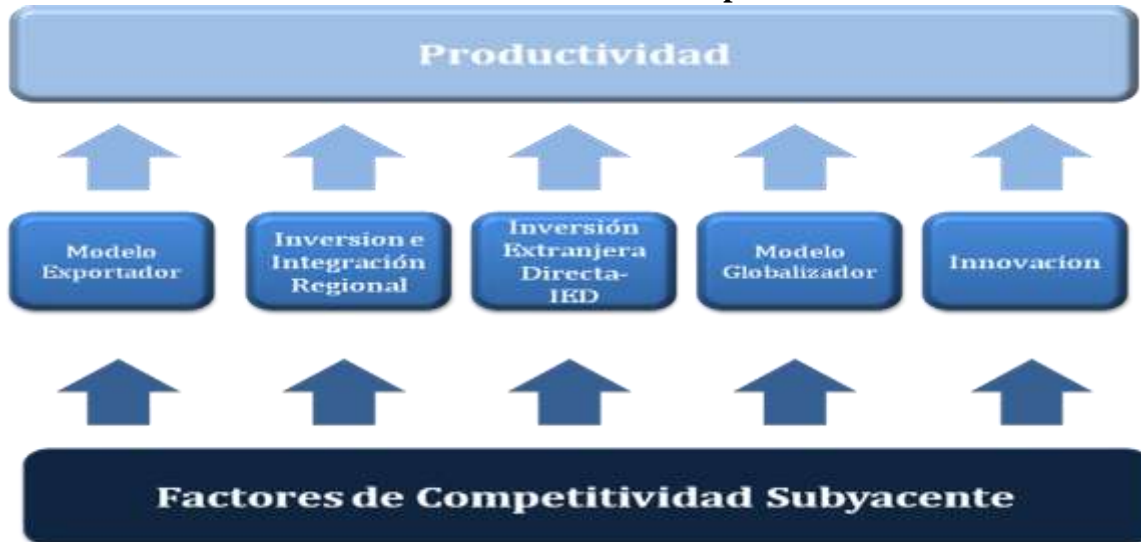 Productividad
Modelo
Exportador
Inversion e
Integración
Regional
Inversión
Extranjera
Directa-
IED
Modelo
Globalizador
Innovacion
Factores de Competitividad Subyacente